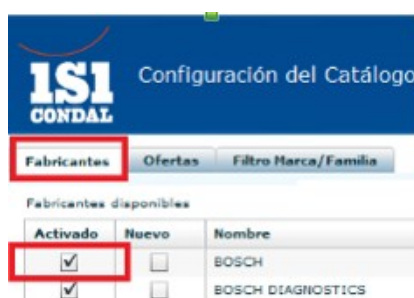 1S1
CONDAL
Configuración del Catálogo
Fabricantes Ofertas Filtro Marca/Familia
Fabricantes disponibles
Activado Nuevo Nombre
BOSCH
BOSCH DIAGNOSTICS